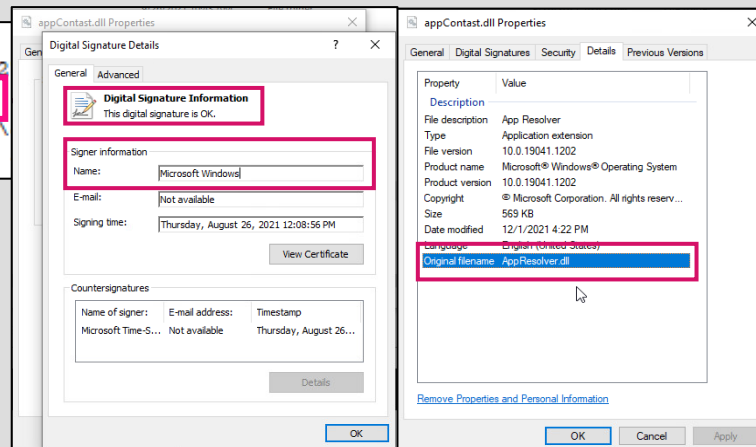 appContast.dll Properties
Digital Signature Details
?
General Advanced
Digital Signature Information
This digital signature is OK.
Signer information
Name: Microsoft Windows
E-mail: Not available
Signing time: Thursday, August 26, 2021 12:08:56 PM
View Certificate
Countersignatures
Name of signer: E-mail address: Timestamp
Microsoft Time-S... Not available Thursday, August 26...
Details
OK
appContast.dll Properties
General Digital Signatures Security Details Previous Versions
Property Value
Description
File description App Resolver
Type Application extension
File version 10.0.19041.1202
Product name Microsoft® Windows® Operating System
Product version 10.0.19041.1202
Copyright © Microsoft Corporation. All rights reserv...
Size 569 KB
Date modified 12/1/2021 4:22 PM
Language English (United States)
Original filename AppResolver.dll
Remove Properties and Personal Information
OK Cancel Apply